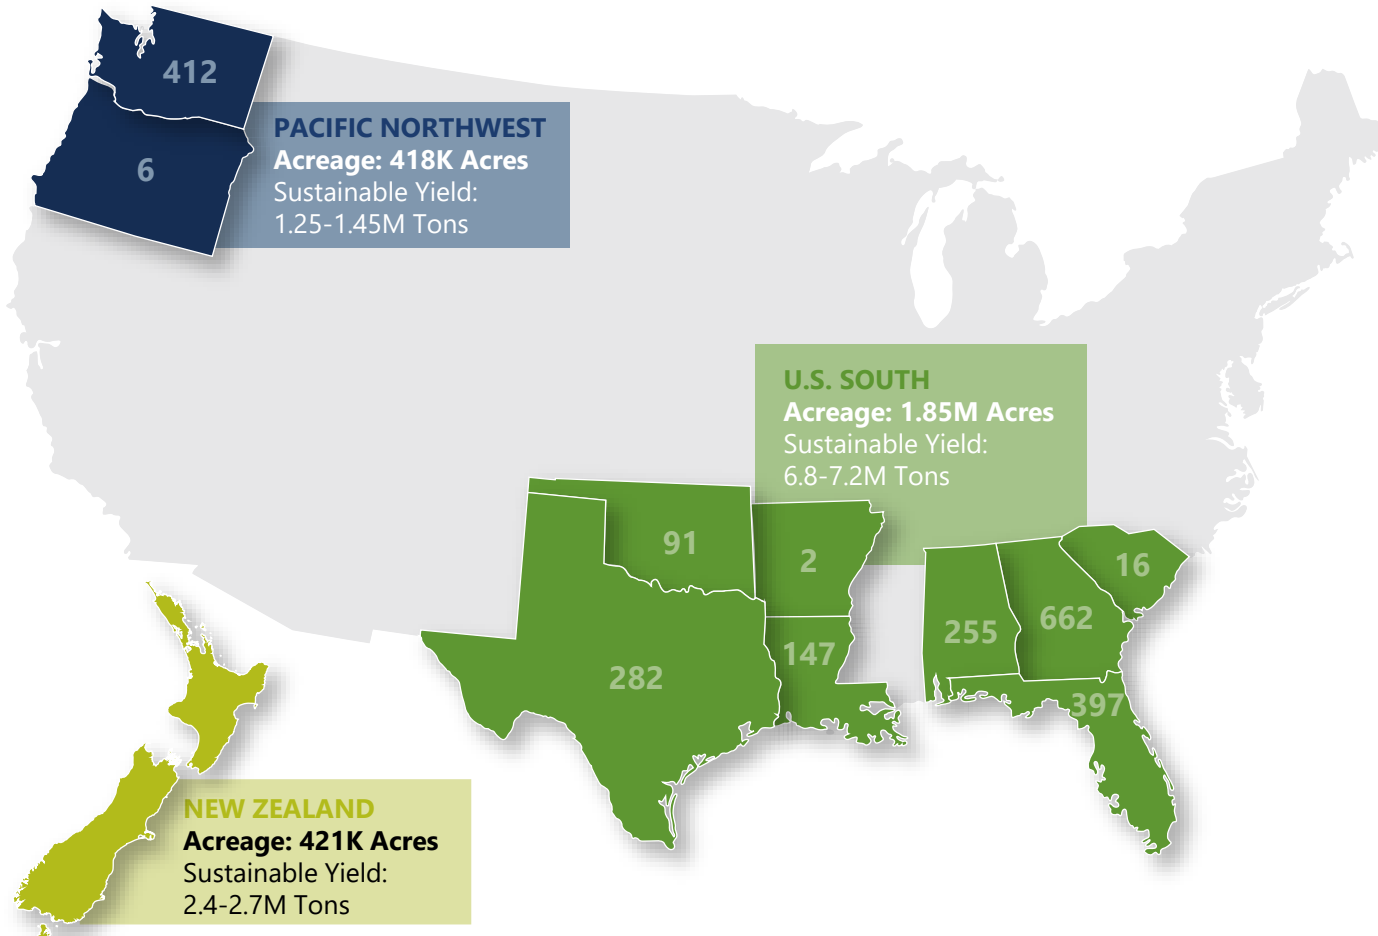 412
6
PACIFIC NORTHWEST
Acreage: 418K Acres
Sustainable Yield:
1.25-1.45M Tons
U.S. SOUTH
Acreage: 1.85M Acres
Sustainable Yield:
6.8-7.2M Tons
91
2
16
255
662
147
282
397
NEW ZEALAND
Acreage: 421K Acres
Sustainable Yield:
2.4-2.7M Tons